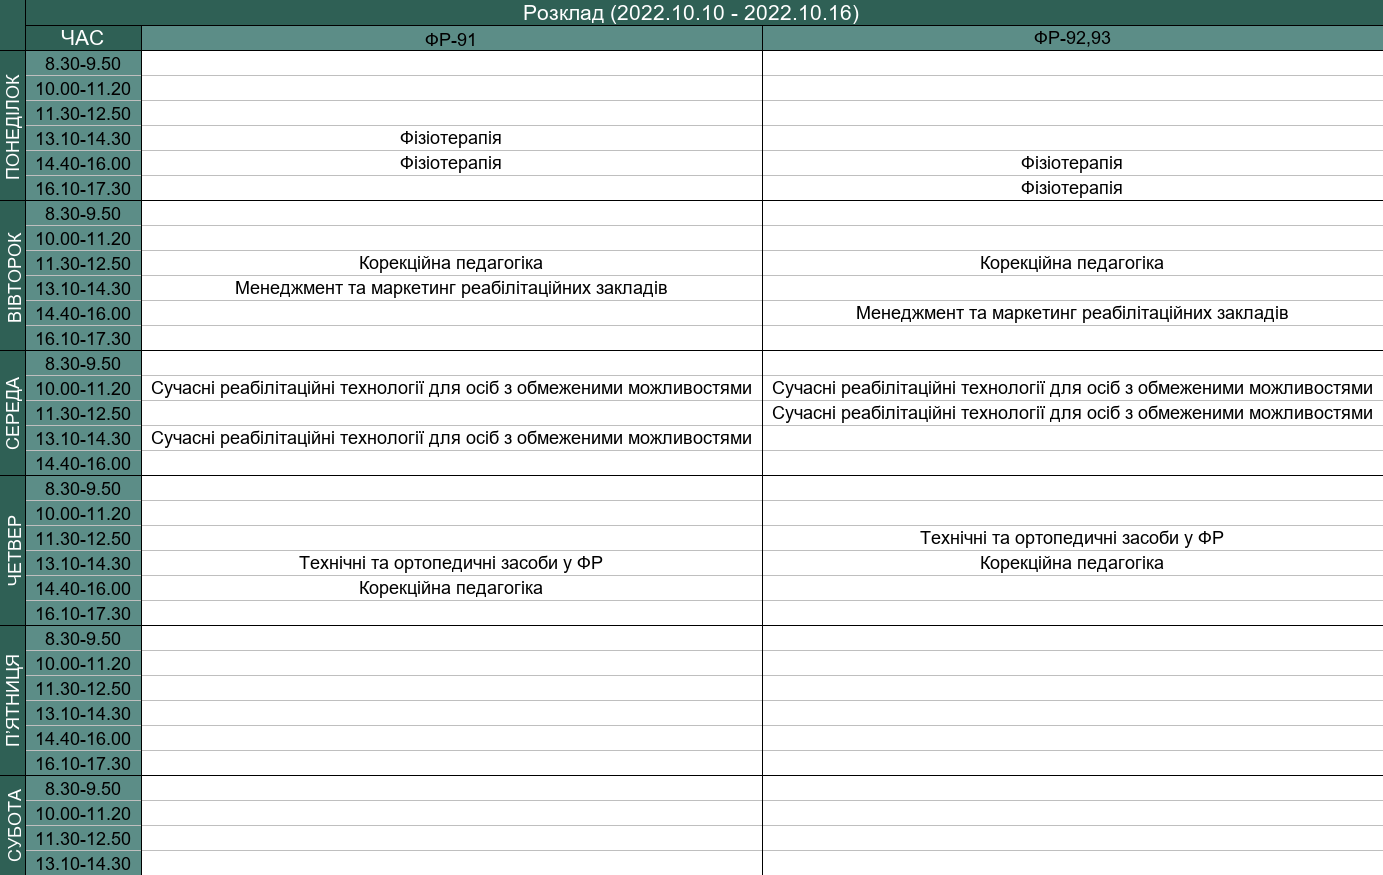 Розклад (2022.10.10 - 2022.10.16)
ЧАС ФР-91 ФР-92,93
ПОНЕДІЛОК
8.30-9.50
10.00-11.20
11.30-12.50
13.10-14.30 Фізіотерапія
14.40-16.00 Фізіотерапія Фізіотерапія
16.10-17.30 Фізіотерапія
ВІВТОРОК
8.30-9.50
10.00-11.20
11.30-12.50 Корекційна педагогіка Корекційна педагогіка
13.10-14.30 Менеджмент та маркетинг реабілітаційних закладів
14.40-16.00 Менеджмент та маркетинг реабілітаційних закладів
16.10-17.30
СЕРЕДА
8.30-9.50
10.00-11.20 Сучасні реабілітаційні технології для осіб з обмеженими можливостями Сучасні реабілітаційні технології для осіб з обмеженими можливостями
11.30-12.50 Сучасні реабілітаційні технології для осіб з обмеженими можливостями
13.10-14.30 Сучасні реабілітаційні технології для осіб з обмеженими можливостями
14.40-16.00
ЧЕТВЕР
8.30-9.50
10.00-11.20
11.30-12.50 Технічні та ортопедичні засоби у ФР
13.10-14.30 Технічні та ортопедичні засоби у ФР Корекційна педагогіка
14.40-16.00 Корекційна педагогіка
16.10-17.30
П'ЯТНИЦЯ
8.30-9.50
10.00-11.20
11.30-12.50
13.10-14.30
14.40-16.00
16.10-17.30
СУБОТА
8.30-9.50
10.00-11.20
11.30-12.50
13.10-14.30